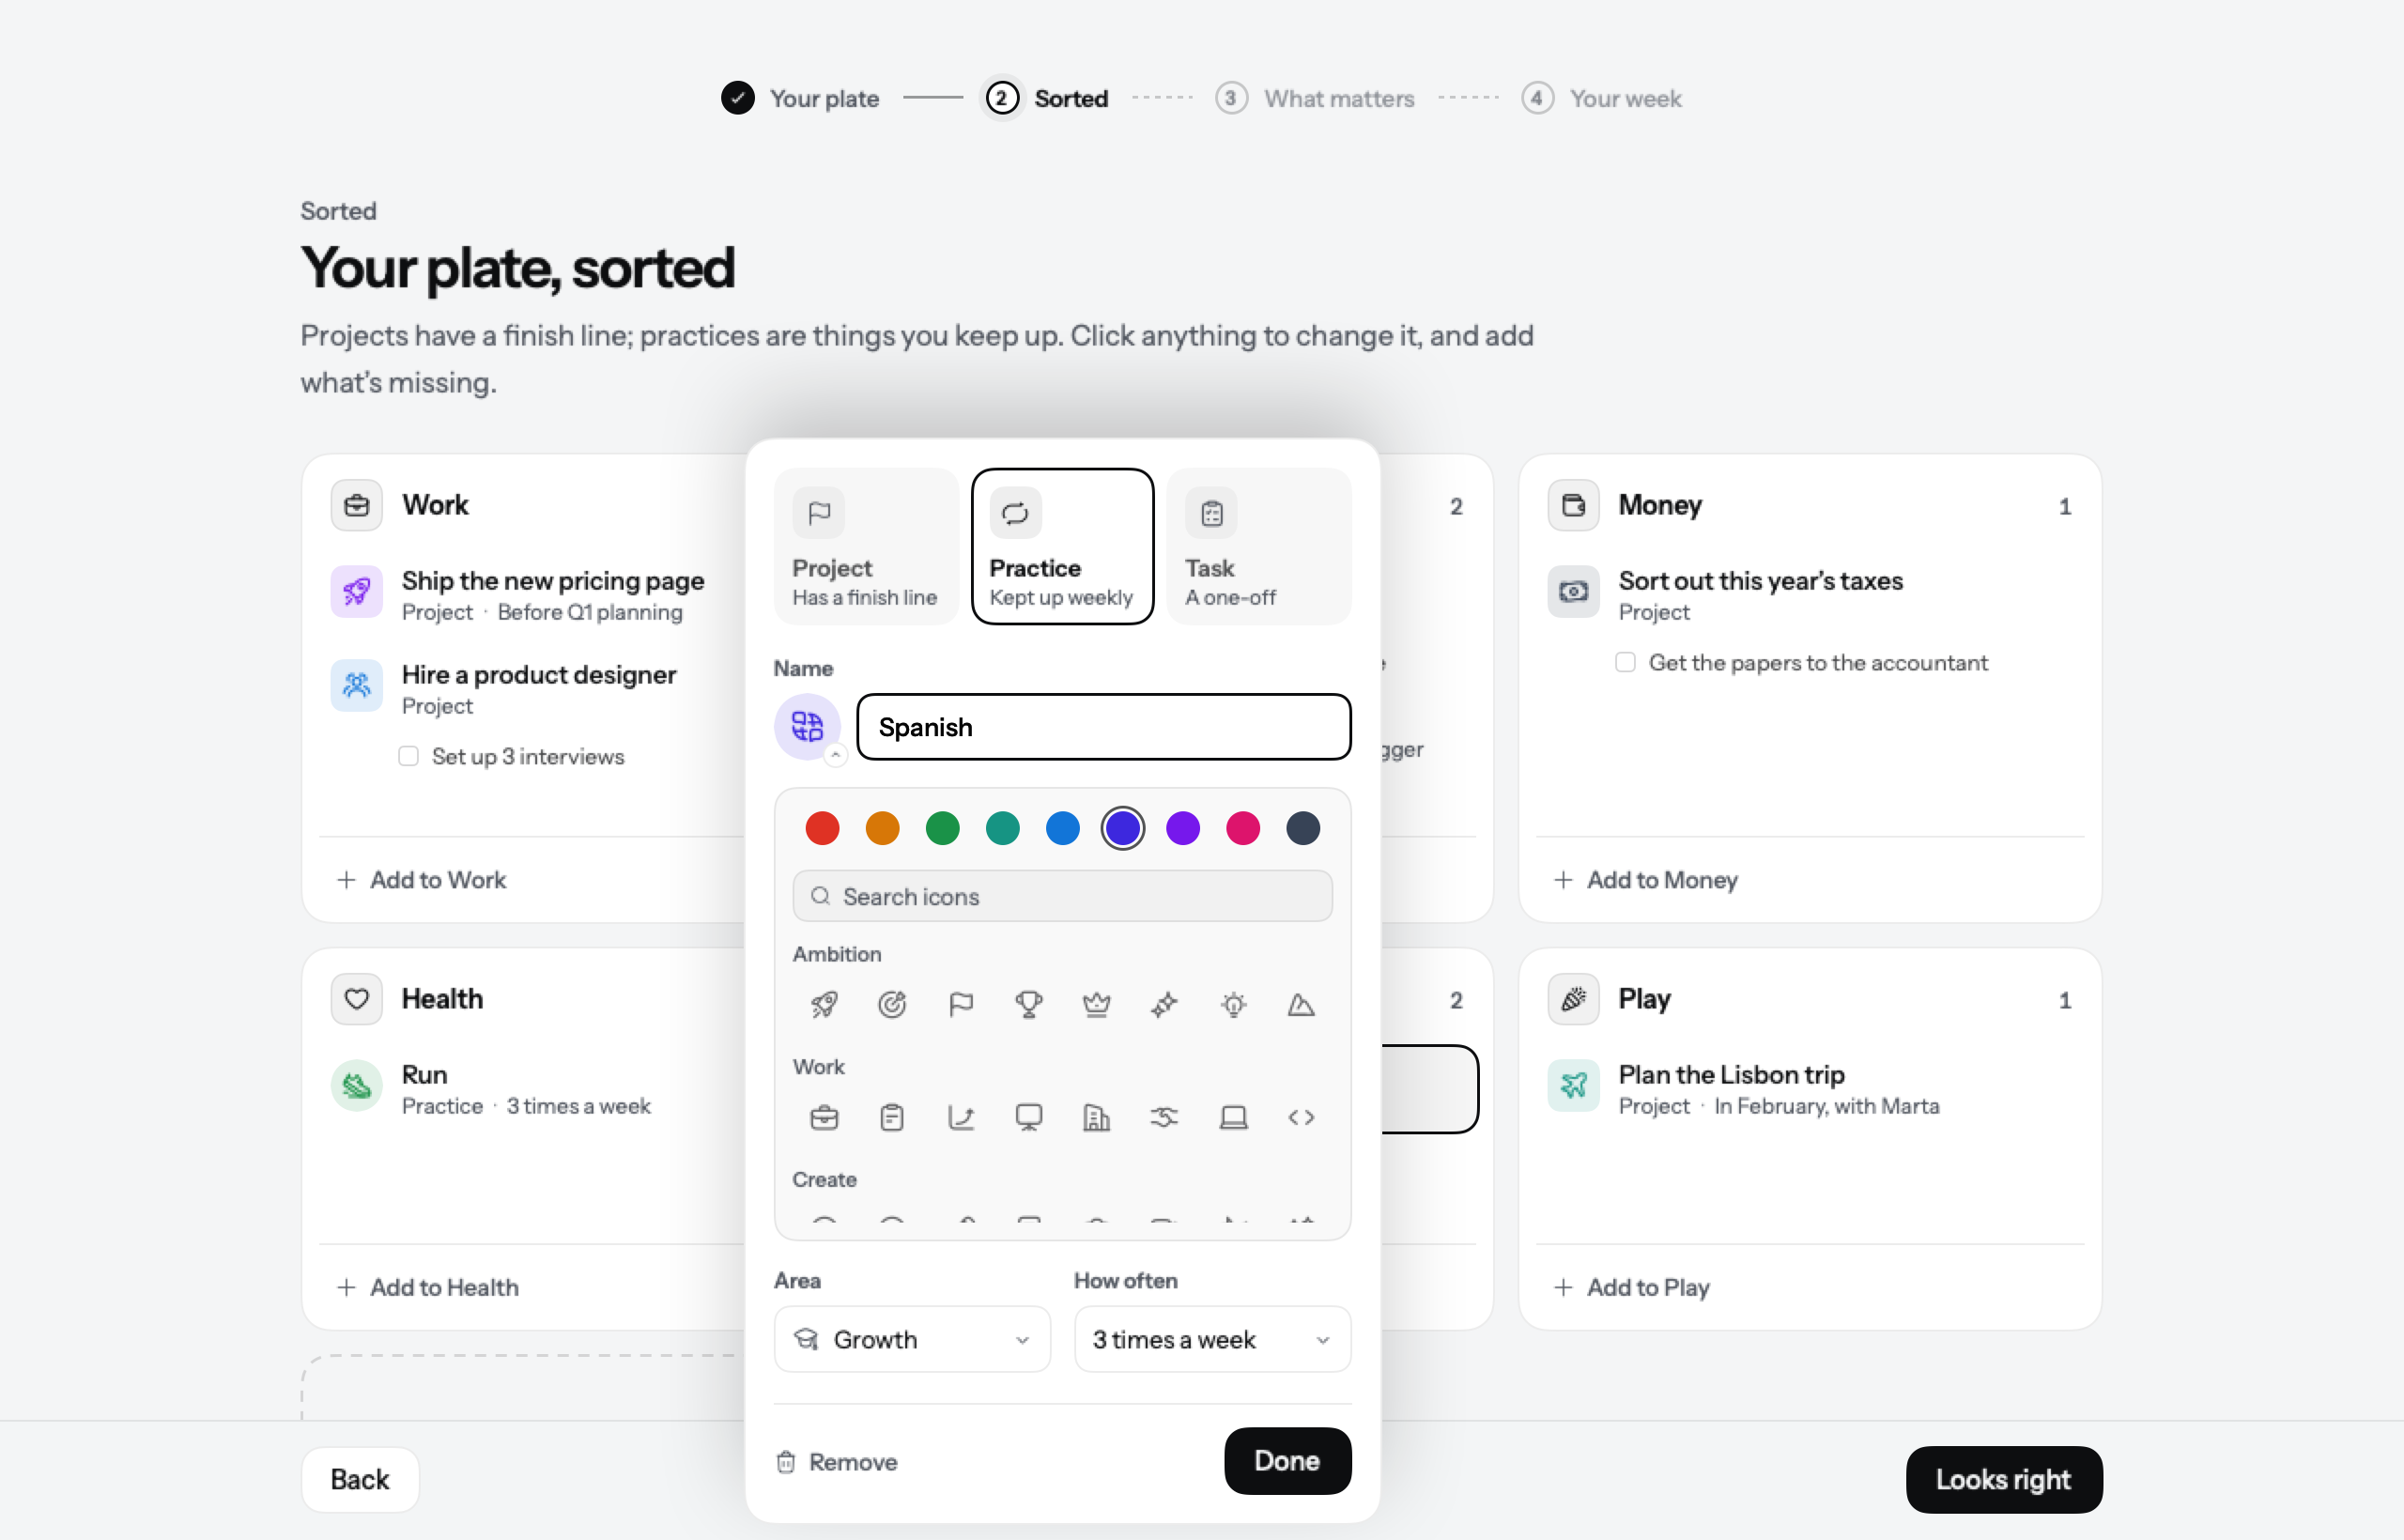 Your plate
2
Sorted
3
What matters
4
Your week
Sorted
Your plate, sorted
Projects have a finish line; practices are things you keep up. Click anything to change it, and add
what's missing.
Work
Ship the new pricing page
Project · Before Q1 planning
Hire a product designer
Project
Set up 3 interviews
Add to Work
Project
Has a finish line
Practice
Kept up weekly
Task
A one-off
Name
Spanish
Search icons
Ambition
Work
Create
Area
How often
Growth
3 times a week
Remove
Done
2
Money
1
Sort out this year's taxes
Project
Get the papers to the accountant
Add to Money
Health
Run
Practice · 3 times a week
Add to Health
2
Play
1
Plan the Lisbon trip
Project · In February, with Marta
Add to Play
Back
Looks right